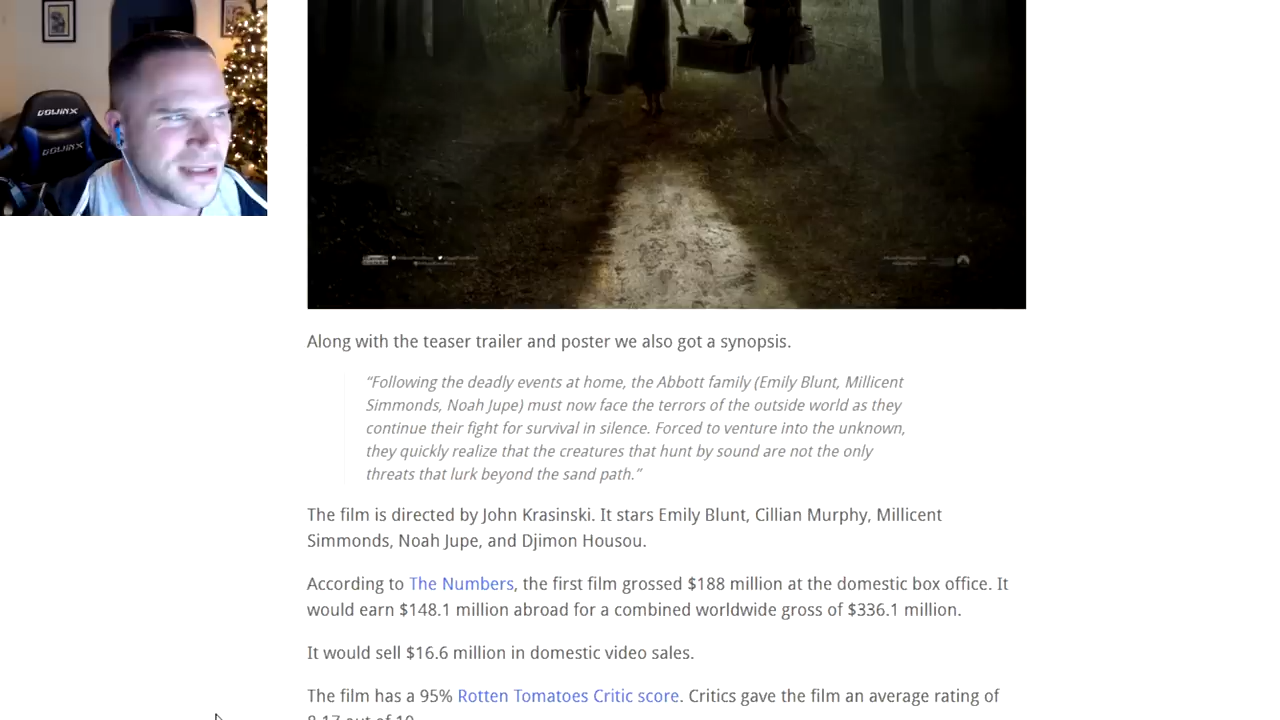 GOWJNX
GOWJNX
Along with the teaser trailer and poster we also got a synopsis.
“Following the deadly events at home, the Abbott family (Emily Blunt, Millicent
Simmonds, Noah Jupe) must now face the terrors of the outside world as they
continue their fight for survival in silence. Forced to venture into the unknown,
they quickly realize that the creatures that hunt by sound are not the only
threats that lurk beyond the sand path.”
The film is directed by John Krasinski. It stars Emily Blunt, Cillian Murphy, Millicent
Simmonds, Noah Jupe, and Djimon Housou.
According to The Numbers, the first film grossed $188 million at the domestic box office. It
would earn $148.1 million abroad for a combined worldwide gross of $336.1 million.
It would sell $16.6 million in domestic video sales.
The film has a 95% Rotten Tomatoes Critic score. Critics gave the film an average rating of
8.17 out of 10.